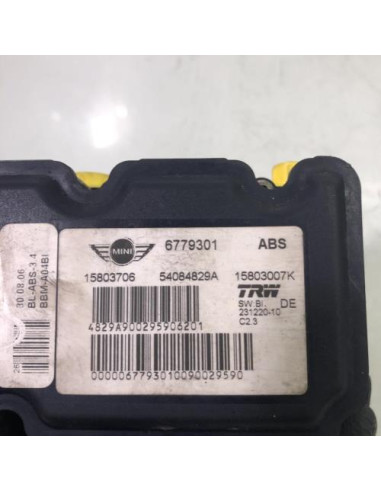 MINI
6779301 ABS
15803706 54084829A 15803007K
TRW
SW.BI. DE
231220-10
C2,3
4829A900295906201
0000067793010090029590
30.08.06
BL-ABS-3.4
BBM-A04BI